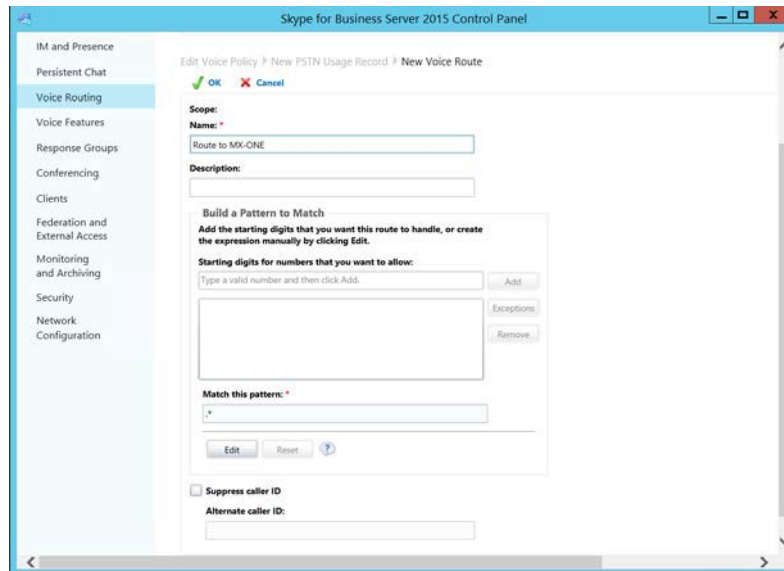 Skype for Business Server 2015 Control Panel
IM and Presence
Persistent Chat
Voice Routing
Voice Features
Response Groups
Conferencing
Clients
Federation and
External Access
Monitoring
and Archiving
Security
Network
Configuration
Edit Voice Policy > New PSTN Usage Record > New Voice Route
OK Cancel
Scope:
Name: *
Route to MX-ONE
Description:
Build a Pattern to Match
Add the starting digits that you want this route to handle, or create
the expression manually by clicking Edit.
Starting digits for numbers that you want to allow:
Type a valid number and then click Add.
Add
Exceptions
Remove
Match this pattern: *
.*
Edit Reset ?
Suppress caller ID
Alternate caller ID: